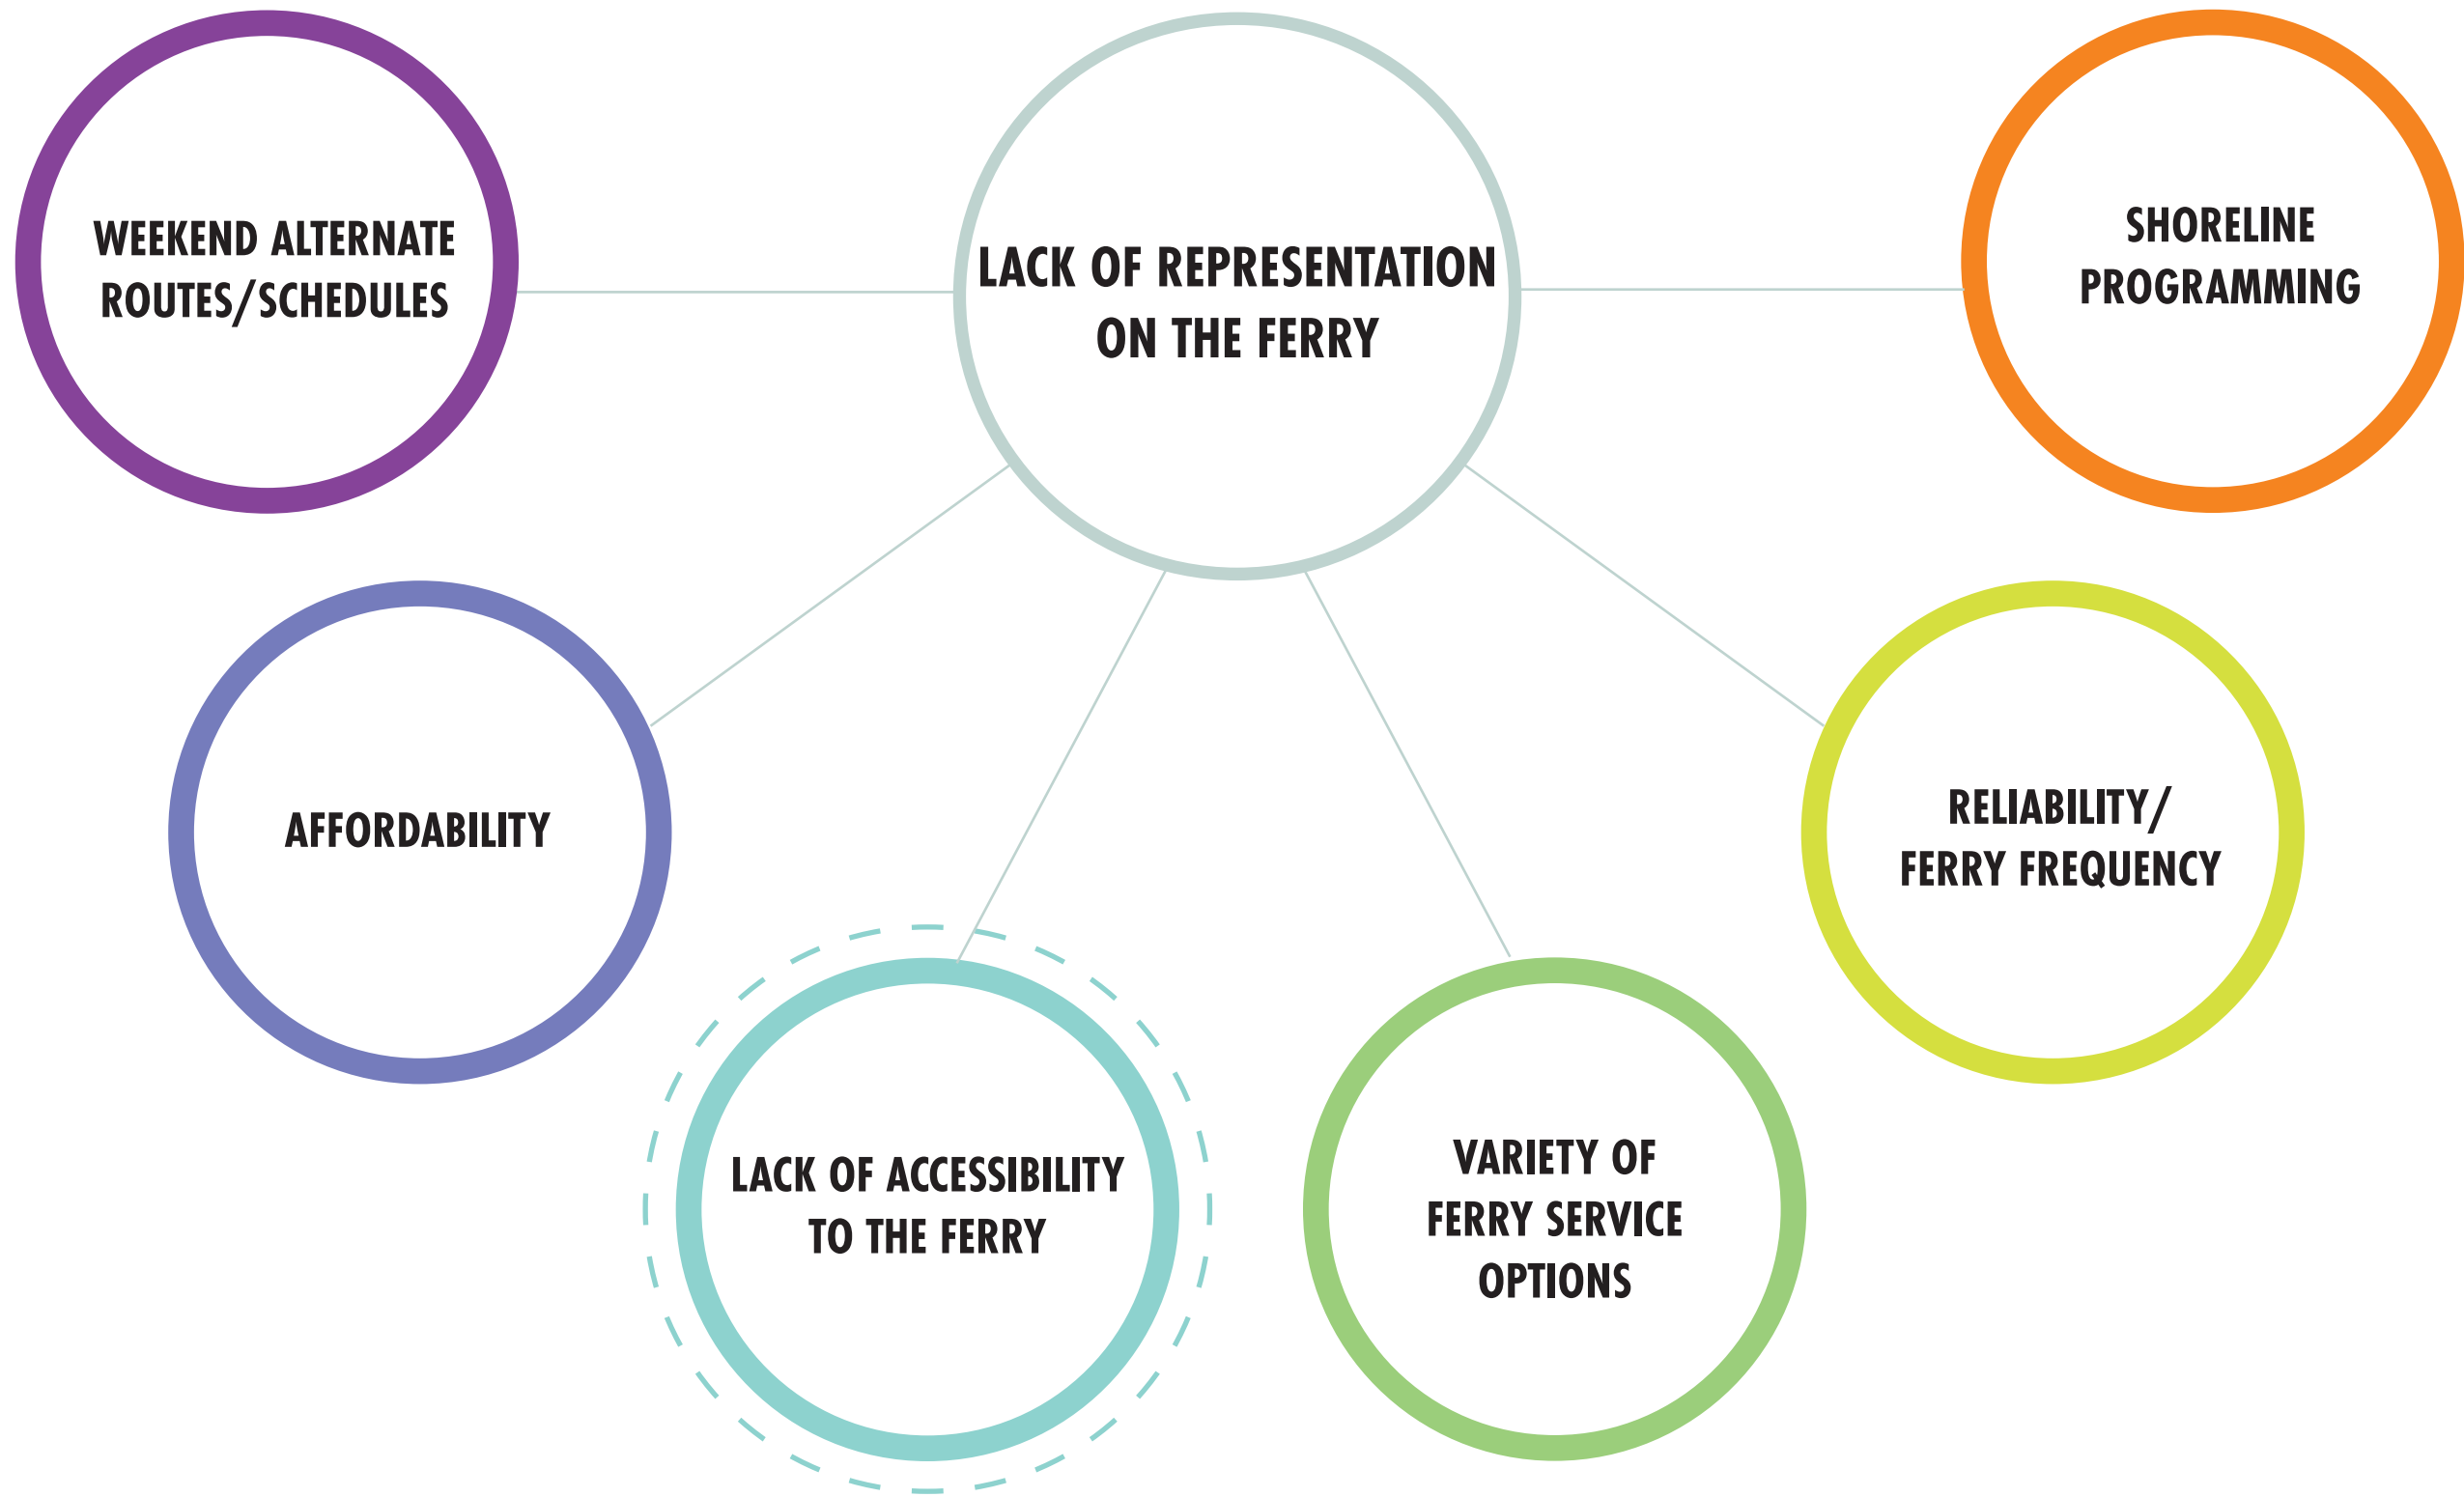 WEEKEND ALTERNATE
ROUTES/SCHEDULES
LACK OF REPRESENTATION
ON THE FERRY
SHORELINE
PROGRAMMING
AFFORDABILITY
RELIABILITY/
FERRY FREQUENCY
LACK OF ACCESSIBILITY
TO THE FERRY
VARIETY OF
FERRY SERVICE
OPTIONS